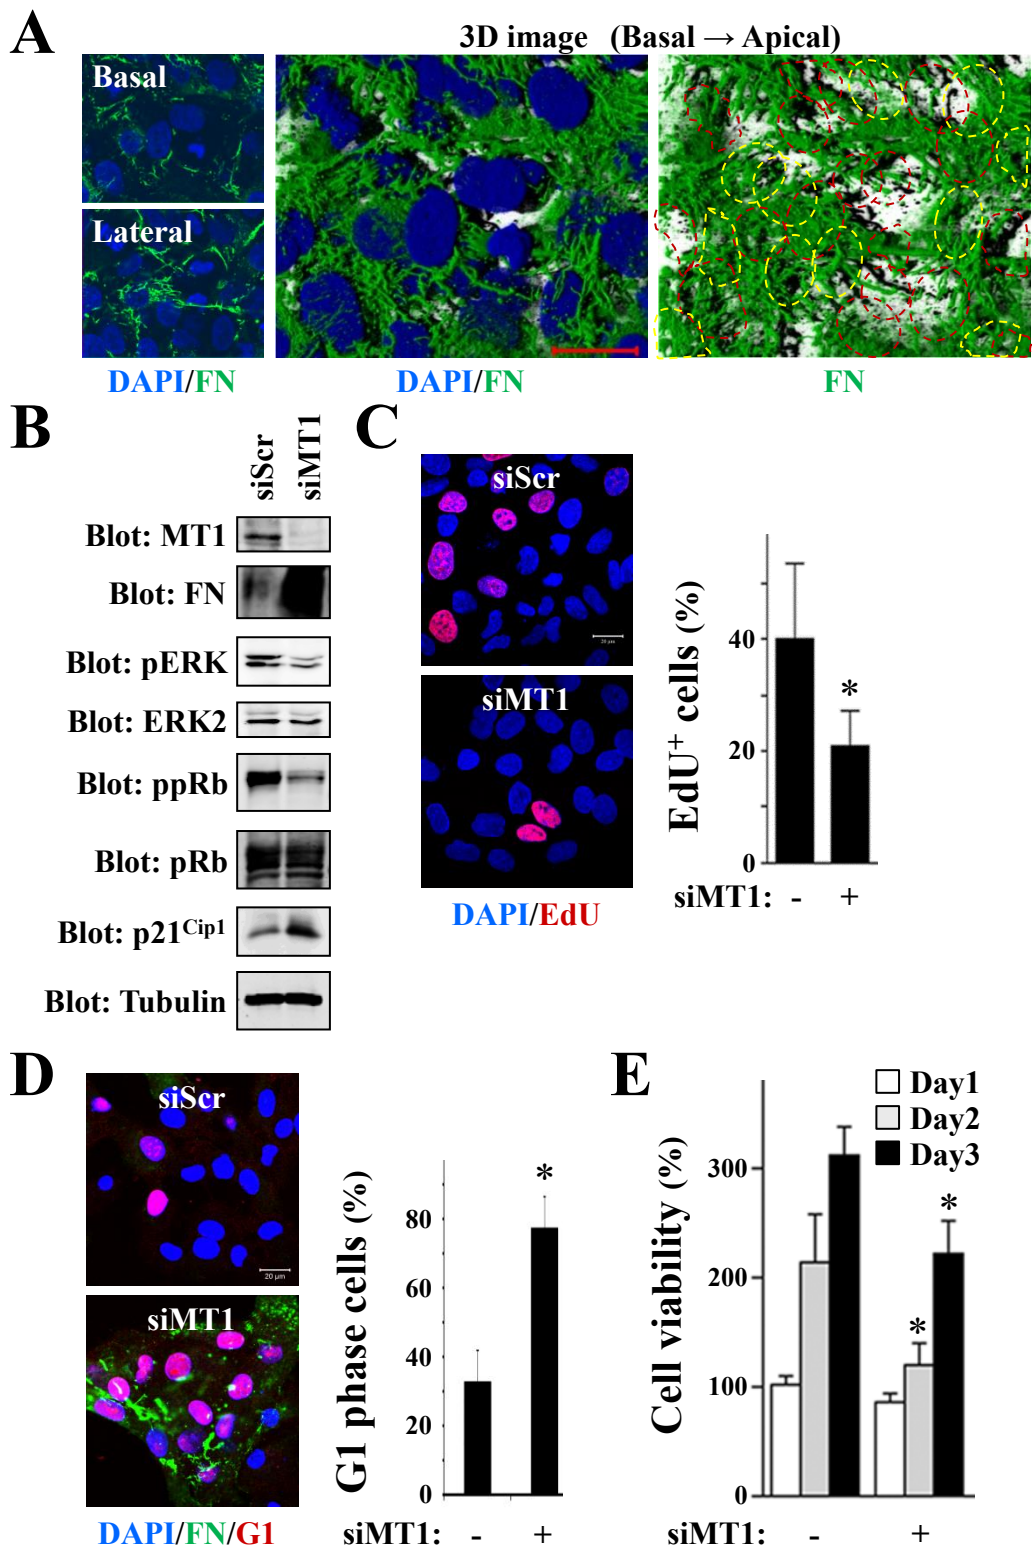 A
3D image (Basal → Apical)
Basal
Lateral
DAPI/FN
DAPI/FN
FN
B
siScr
siMT1
Blot: MT1
Blot: FN
Blot: pERK
Blot: ERK2
Blot: ppRb
Blot: pRb
Blot: p21Cip1
Blot: Tubulin
C
siScr
20 µm
siMT1
DAPI/EdU
EdU+ cells (%)
40
20
0
*
siMT1: - +
D
siScr
20 µm
siMT1
DAPI/FN/G1
G1 phase cells (%)
80
60
40
20
0
*
siMT1: - +
E
Day1
Day2
Day3
Cell viability (%)
300
200
100
0
*
*
siMT1: - +